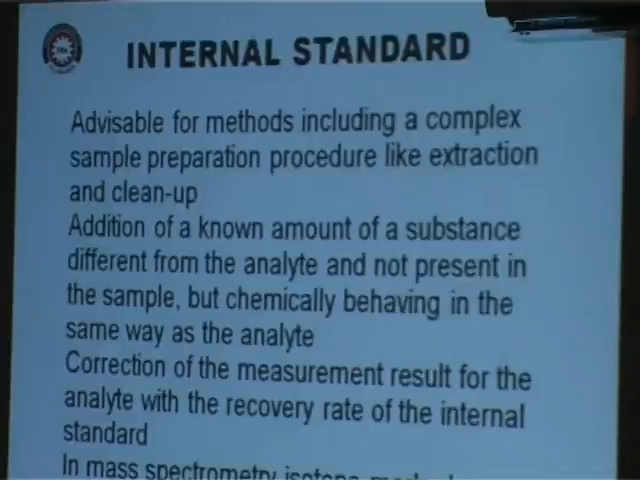 INTERNAL STANDARD
Advisable for methods including a complex
sample preparation procedure like extraction
and clean-up
Addition of a known amount of a substance
different from the analyte and not present in
the sample, but chemically behaving in the
same way as the analyte
Correction of the measurement result for the
analyte with the recovery rate of the internal
standard
In mass spectrometry isotope